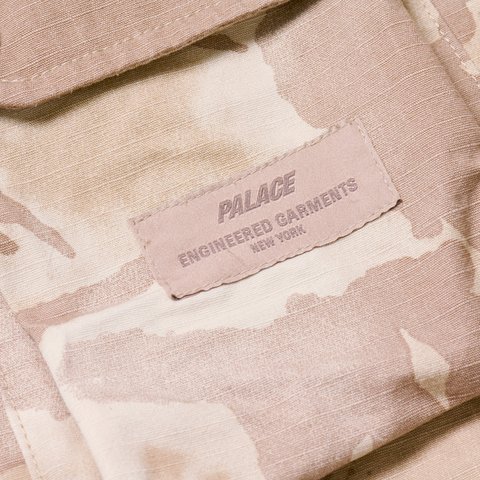 PALACE
ENGINEERED GARMENTS
NEW YORK